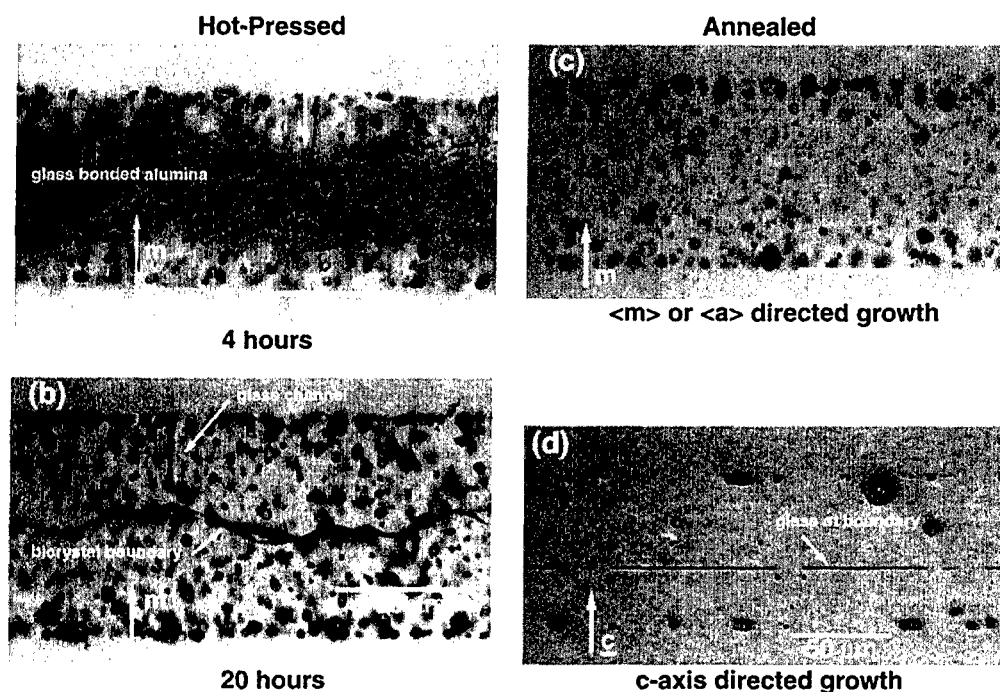 Hot-Pressed
Annealed
glass bonded alumina
m
4 hours
(c)
m
<m> or <a> directed growth
(b)
glass channel
bicrystal boundary
m
20 hours
(d)
glass at boundary
c
c-axis directed growth